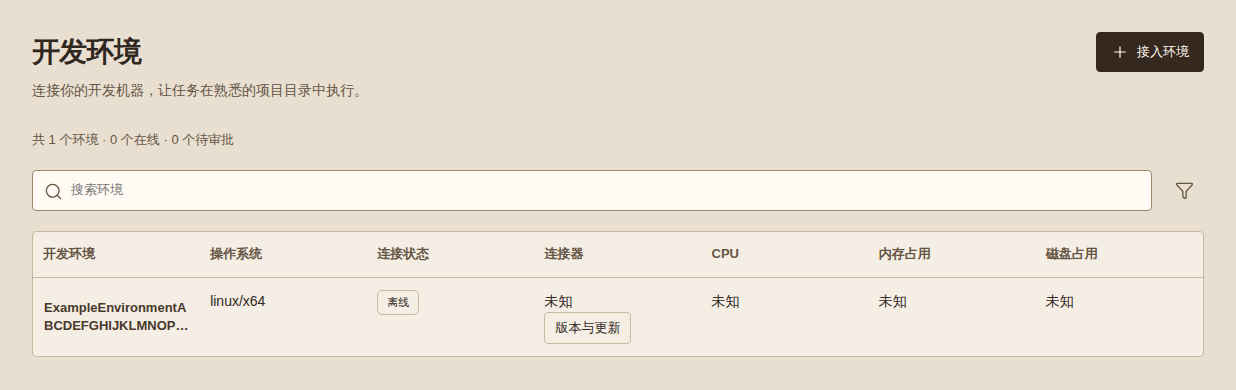 开发环境
接入环境
连接你的开发机器，让任务在熟悉的项目目录中执行。
共 1 个环境 · 0 个在线 · 0 个待审批
搜索环境
开发环境 操作系统 连接状态 连接器 CPU 内存占用 磁盘占用
ExampleEnvironmentA
BCDEFGHIJKLMNOP…
linux/x64 离线 未知 未知 未知 未知
版本与更新